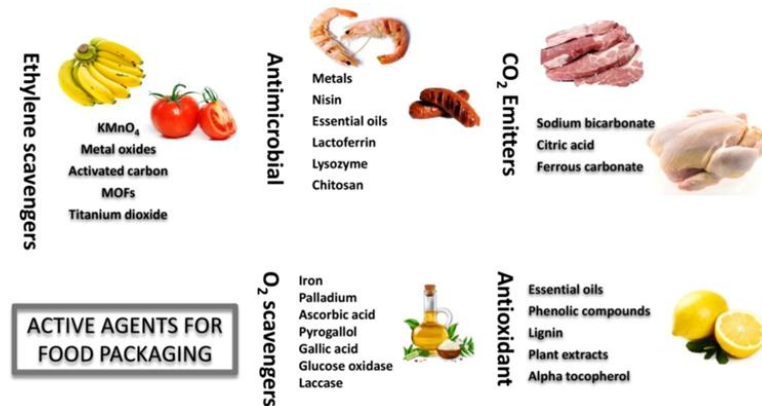 Ethylene scavengers
KMnO₄
Metal oxides
Activated carbon
MOFs
Titanium dioxide
Antimicrobial
Metals
Nisin
Essential oils
Lactoferrin
Lysozyme
Chitosan
CO₂ Emitters
Sodium bicarbonate
Citric acid
Ferrous carbonate
ACTIVE AGENTS FOR
FOOD PACKAGING
O₂ scavengers
Iron
Palladium
Ascorbic acid
Pyrogallol
Gallic acid
Glucose oxidase
Laccase
Antioxidant
Essential oils
Phenolic compounds
Lignin
Plant extracts
Alpha tocopherol